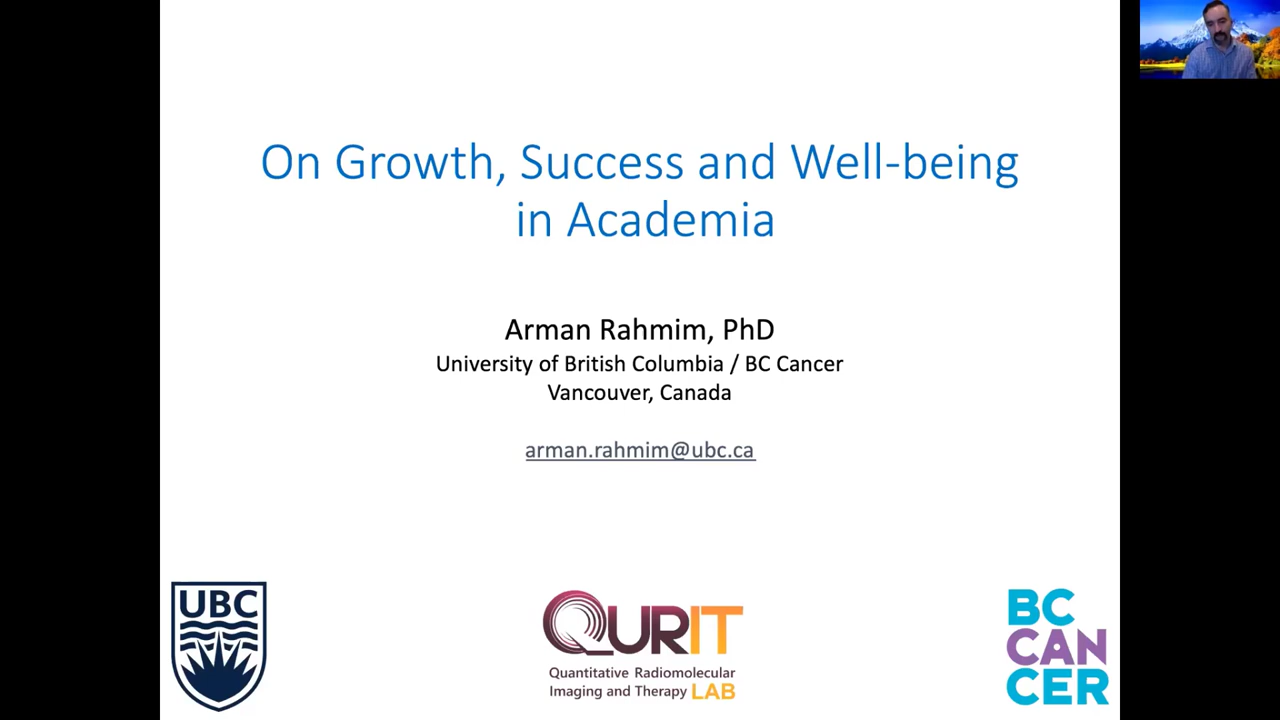 On Growth, Success and Well-being
in Academia
Arman Rahmim, PhD
University of British Columbia / BC Cancer
Vancouver, Canada
arman.rahmim@ubc.ca
UBC
QURIT
Quantitative Radiomolecular
Imaging and Therapy LAB
BC
CAN
CER